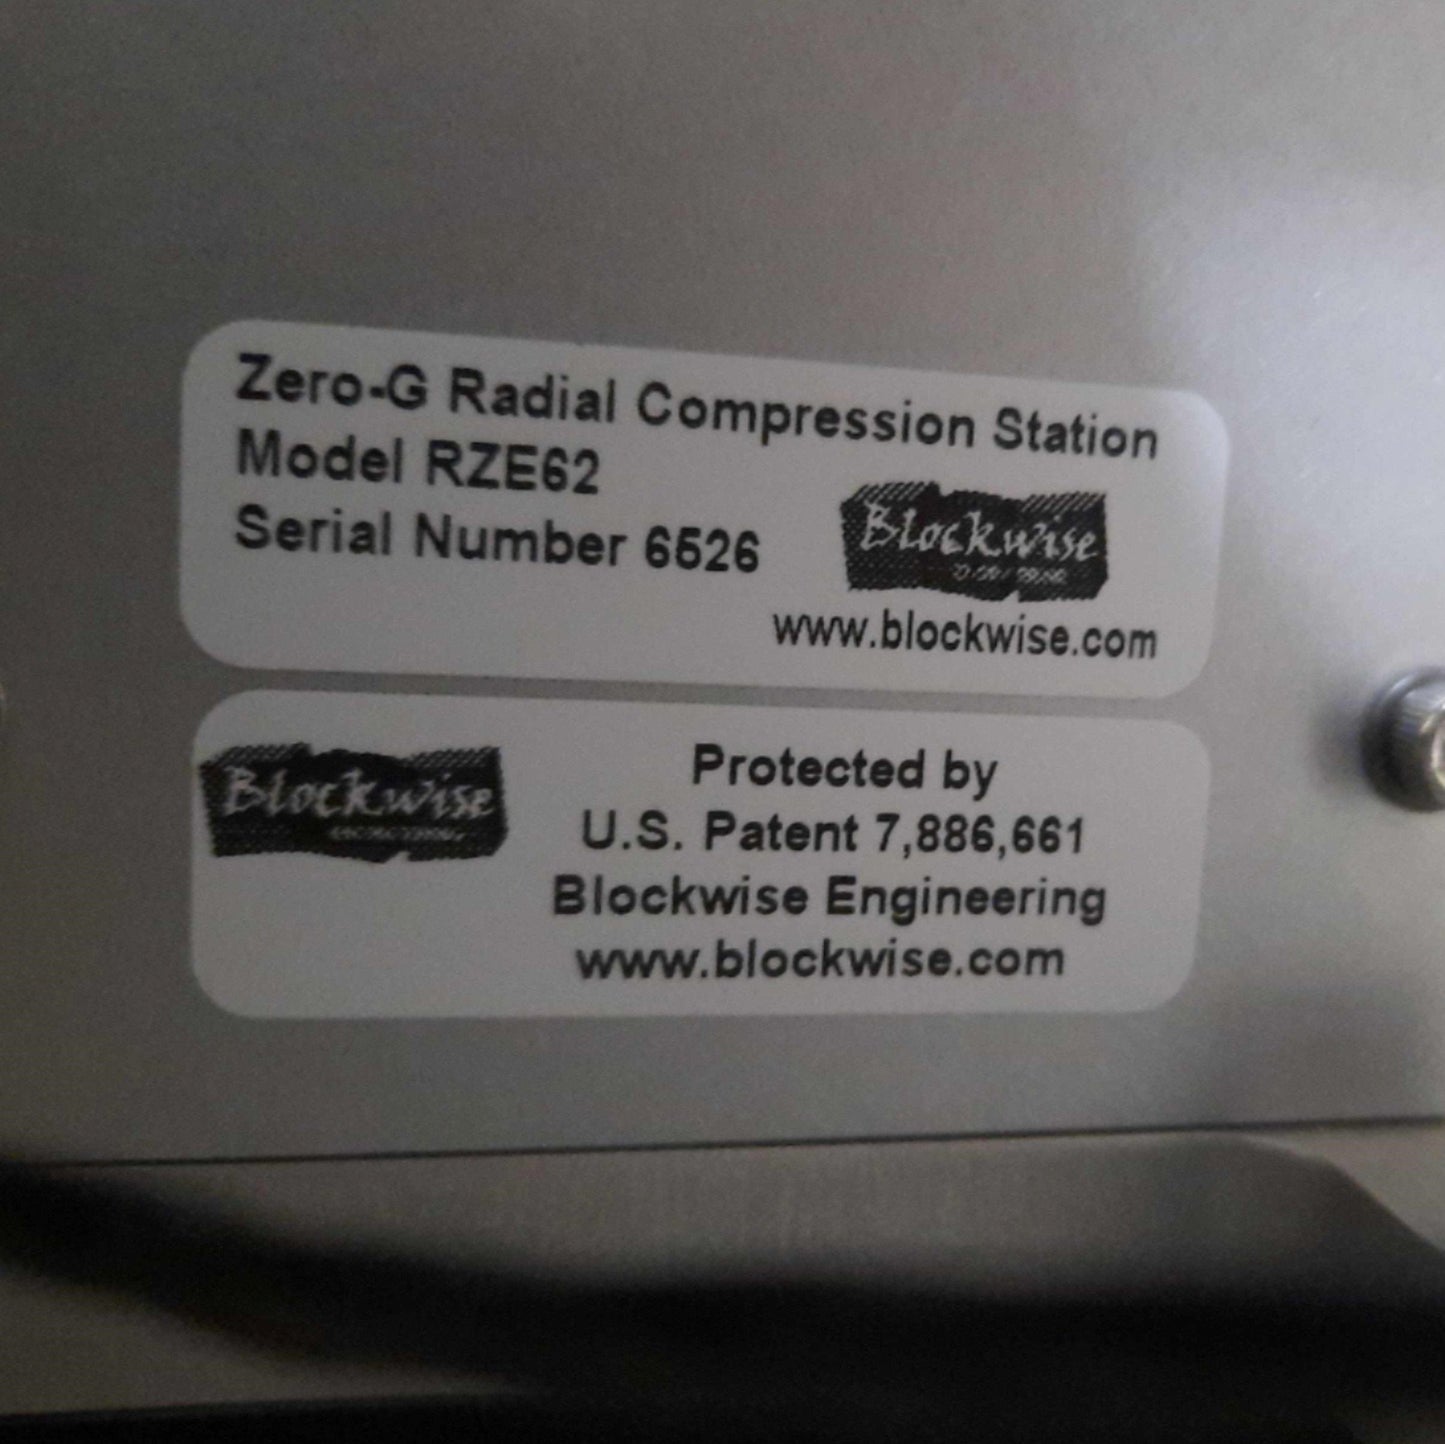 Zero-G Radial Compression Station
Model RZE62
Serial Number 6526
Blockwise
www.blockwise.com
Blockwise
Protected by
U.S. Patent 7,886,661
Blockwise Engineering
www.blockwise.com